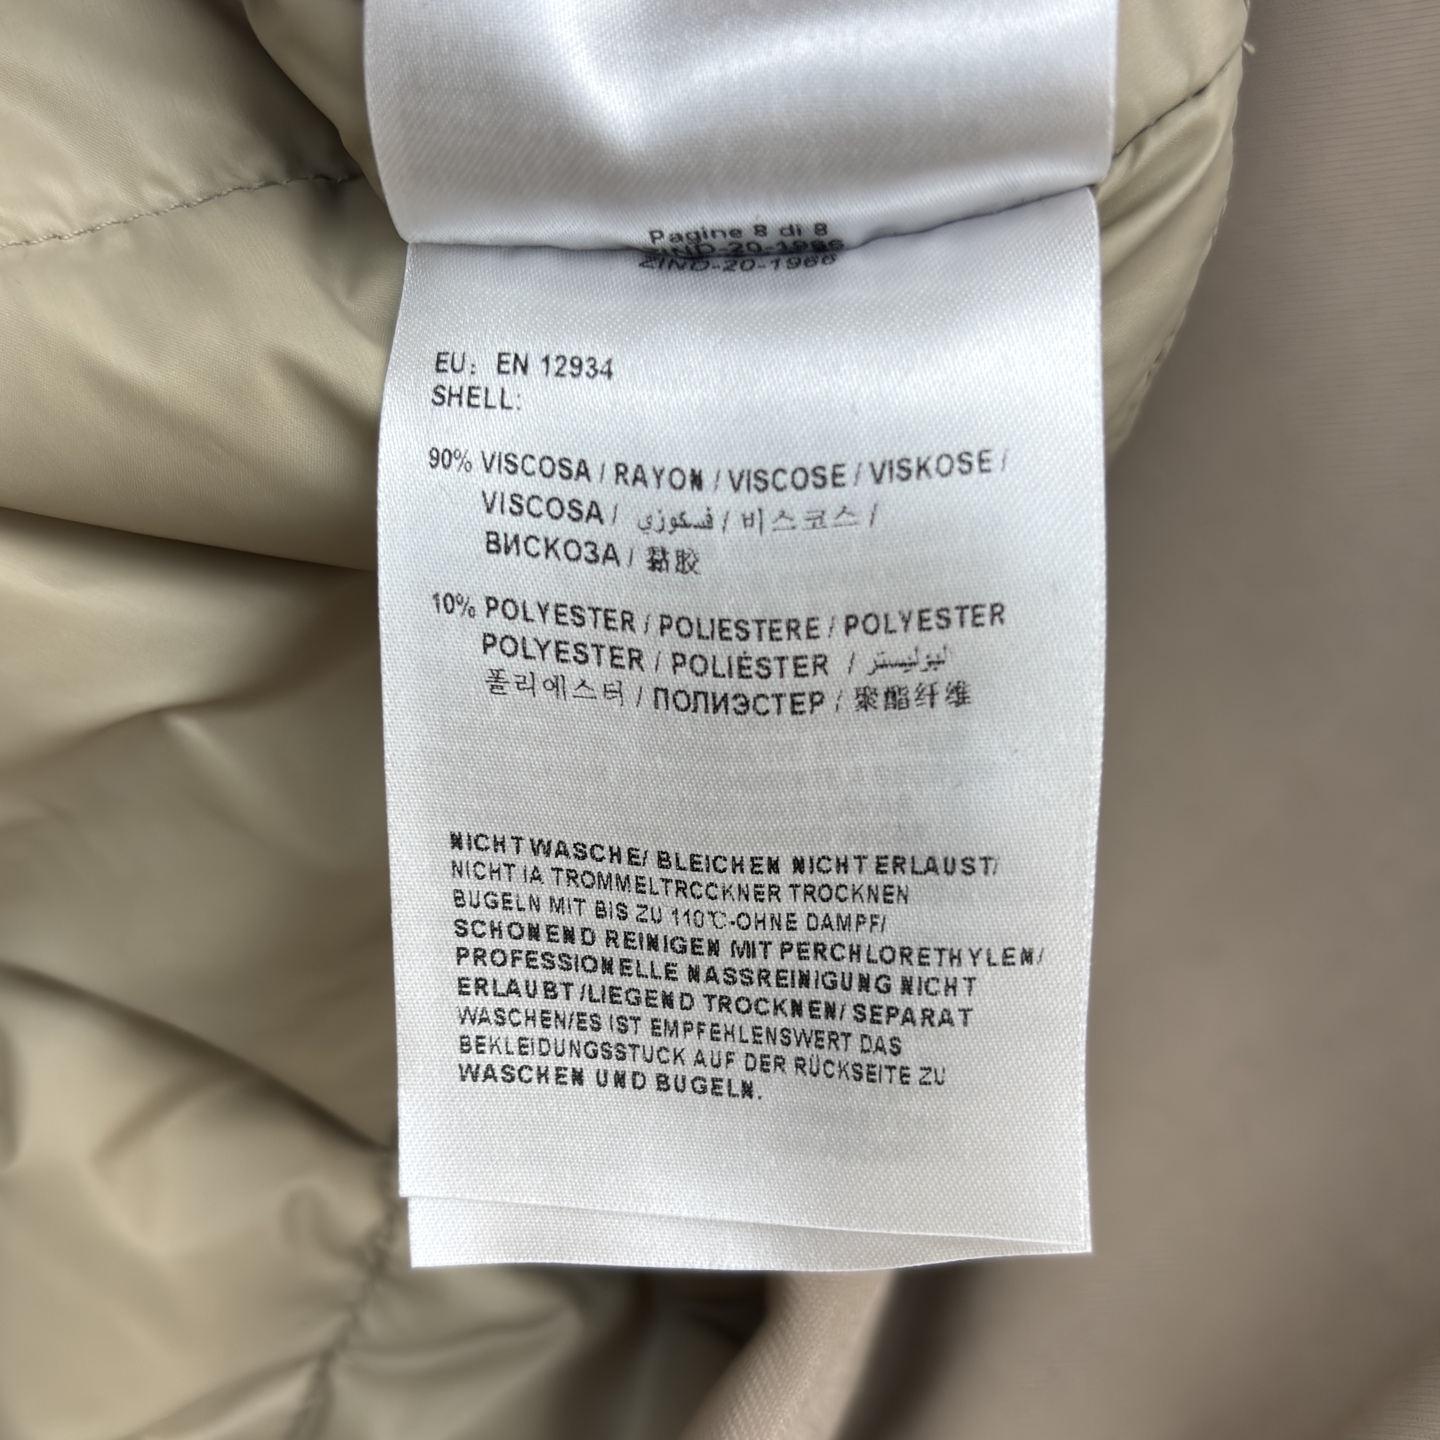 Pagine 8 di 8
ZIND-20-1966
EU: EN 12934
SHELL:
90% VISCOSA / RAYON / VISCOSE / VISKOSE /
VISCOSA / فسكوزي / 비스코스 /
ВИСКОЗА / 黏胶
10% POLYESTER / POLIESTERE / POLYESTER
POLYESTER / POLIÉSTER /
폴리에스터 / ПОЛИЭСТЕР / 聚酯纤维
NICHT WASCHE/ BLEICHEN NICHT ERLAUST/
NICHT IA TROMMELTRCCKNER TROCKNEN
BUGELN MIT BIS ZU 110℃-OHNE DAMPF/
SCHONEND REINIGEN MIT PERCHLORETHYLEN/
PROFESSIONELLE NASSREINIGUNG NICHT
ERLAUBT /LIEGEND TROCKNEN/ SEPARAT
WASCHEN/ES IST EMPFEHLENSWERT DAS
BEKLEIDUNGSSTUCK AUF DER RÜCKSEITE ZU
WASCHEN UND BUGELN.